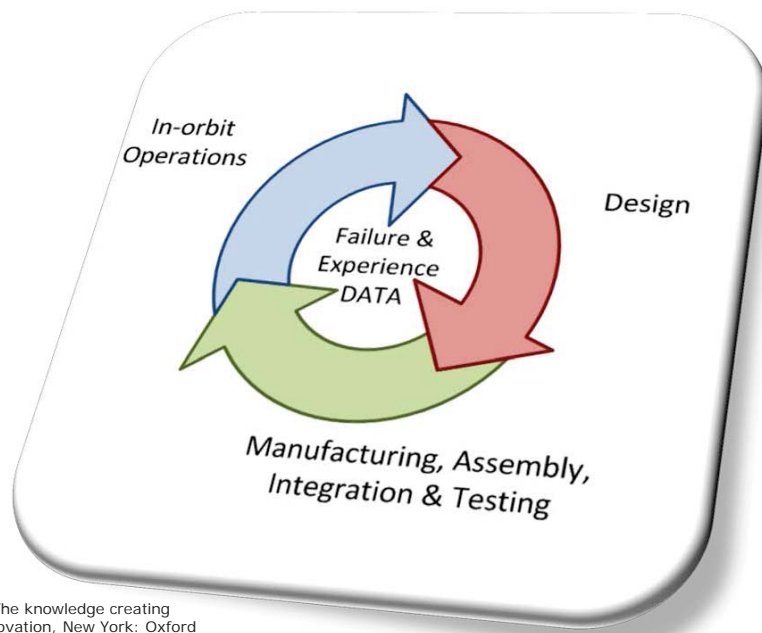 In-orbit
Operations
Design
Failure &
Experience
DATA
Manufacturing, Assembly,
Integration & Testing
he knowledge creating
ovation, New York: Oxford